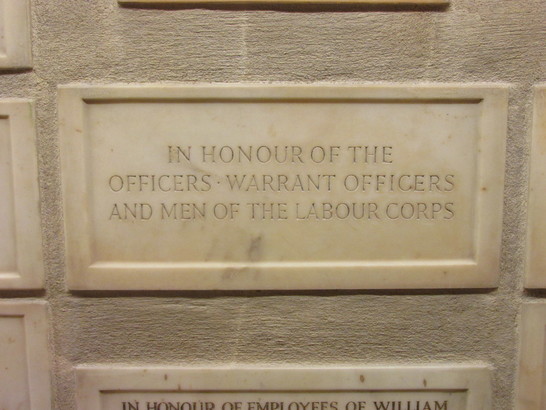 IN HONOUR OF THE
OFFICERS · WARRANT OFFICERS
AND MEN OF THE LABOUR CORPS
IN HONOUR OF EMPLOYEES OF WILLIAM